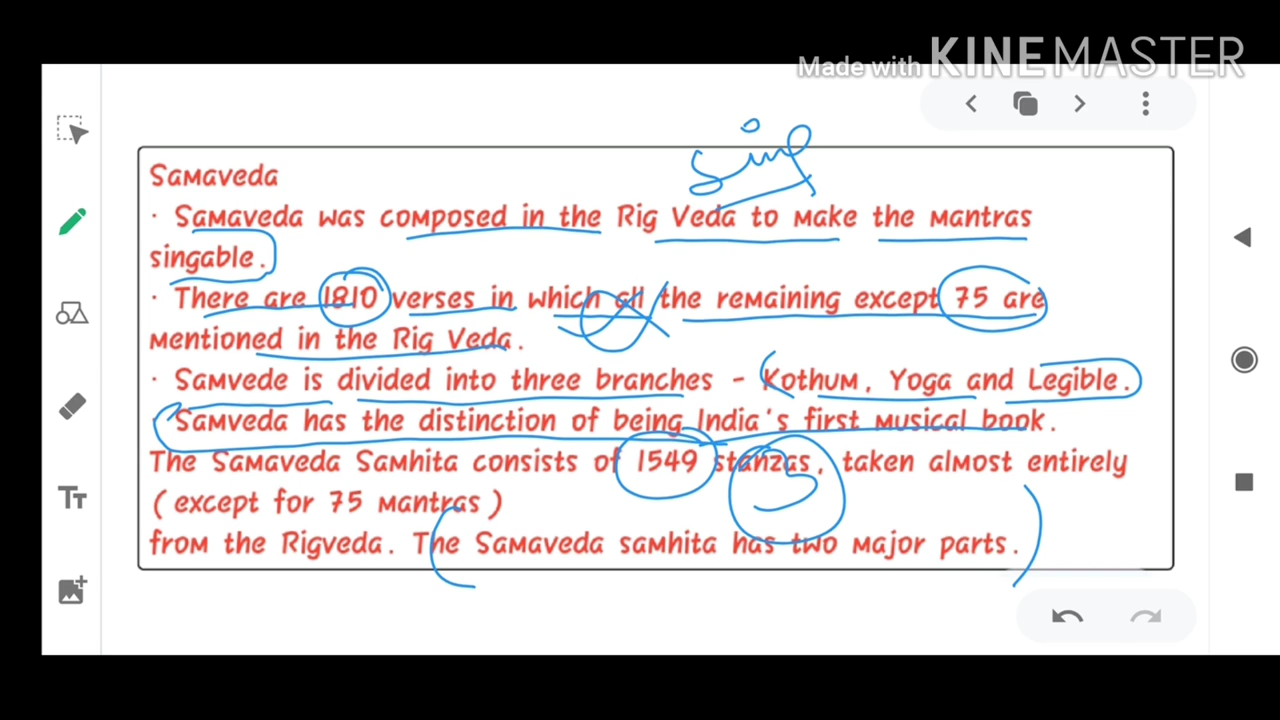 Made with KINEMASTER
sing
Samaveda
· Samaveda was composed in the Rig Veda to make the mantras
singable.
· There are 1810 verses in which all the remaining except 75 are
mentioned in the Rig Veda.
· Samvede is divided into three branches - Kothum, Yoga and Legible.
Samveda has the distinction of being India's first musical book.
The Samaveda Samhita consists of 1549 stanzas, taken almost entirely
3
(except for 75 mantras)
from the Rigveda. The Samaveda samhita has two major parts.
Tт